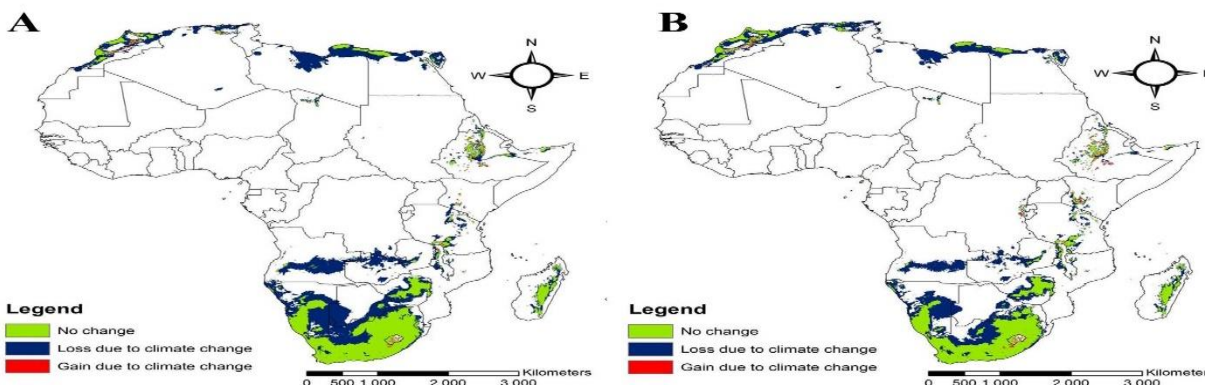 A
N
W E
S
Legend
No change
Loss due to climate change
Gain due to climate change
Kilometers
0 500 1 000 2 000 3 000
B
N
W
S
Legend
No change
Loss due to climate change
Gain due to climate change
Kilometers
0 500 1 000 2 000 3 000